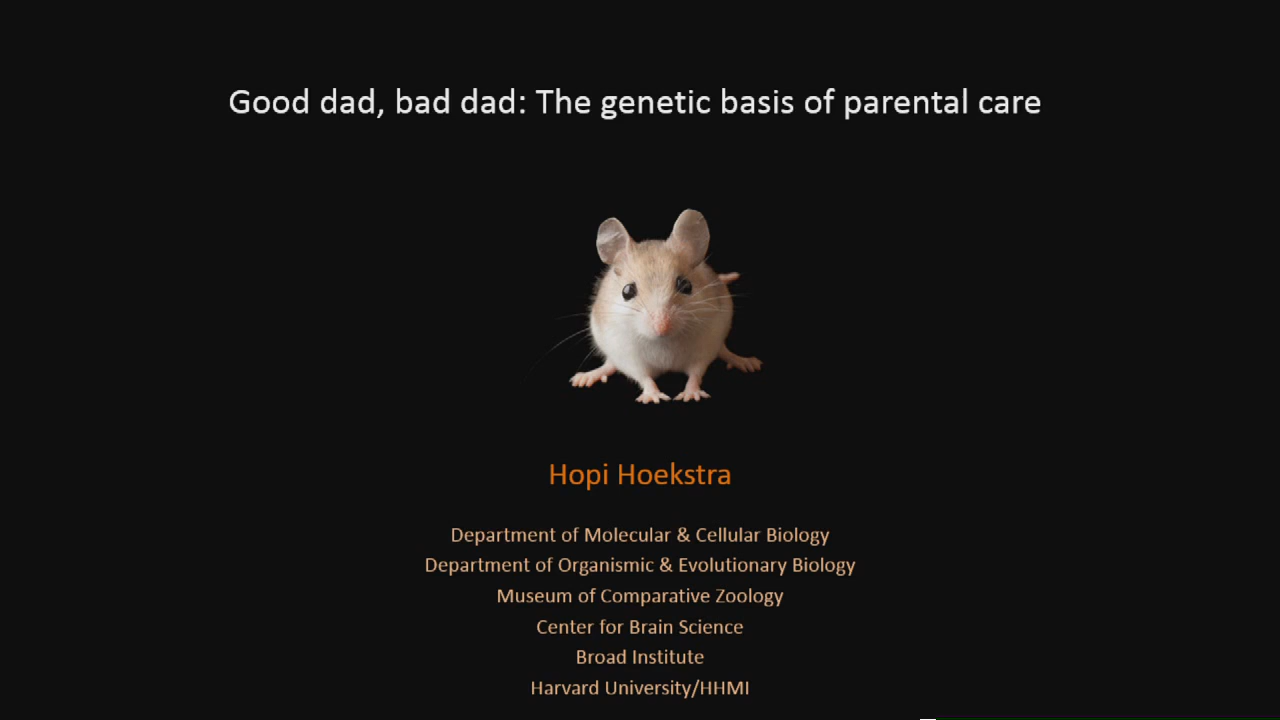 Good dad, bad dad: The genetic basis of parental care
Hopi Hoekstra
Department of Molecular & Cellular Biology
Department of Organismic & Evolutionary Biology
Museum of Comparative Zoology
Center for Brain Science
Broad Institute
Harvard University/HHMI